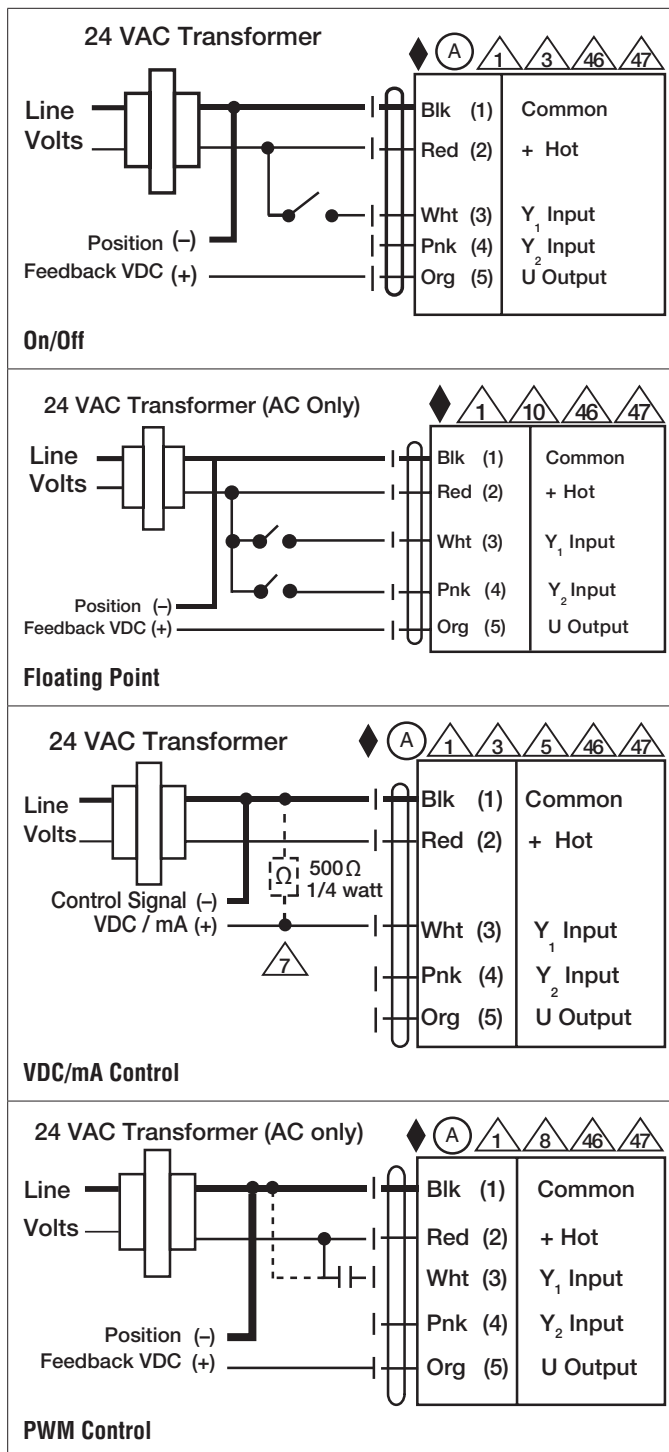 24 VAC Transformer
A 1 3 46 47
Line
Volts
Blk (1) Common
Red (2) + Hot
Wht (3) Y1 Input
Position (–)
Pnk (4) Y2 Input
Feedback VDC (+)
Org (5) U Output
On/Off
24 VAC Transformer (AC Only)
1 10 46 47
Line
Volts
Blk (1) Common
Red (2) + Hot
Wht (3) Y1 Input
Pnk (4) Y2 Input
Position (–)
Feedback VDC (+)
Org (5) U Output
Floating Point
24 VAC Transformer
A 1 3 5 46 47
Line
Volts
Blk (1) Common
Red (2) + Hot
Ω 500Ω
1/4 watt
Control Signal (–)
VDC / mA (+)
Wht (3) Y1 Input
7
Pnk (4) Y2 Input
Org (5) U Output
VDC/mA Control
24 VAC Transformer (AC only)
A 1 8 46 47
Line
Volts
Blk (1) Common
Red (2) + Hot
Wht (3) Y1 Input
Pnk (4) Y2 Input
Position (–)
Feedback VDC (+)
Org (5) U Output
PWM Control